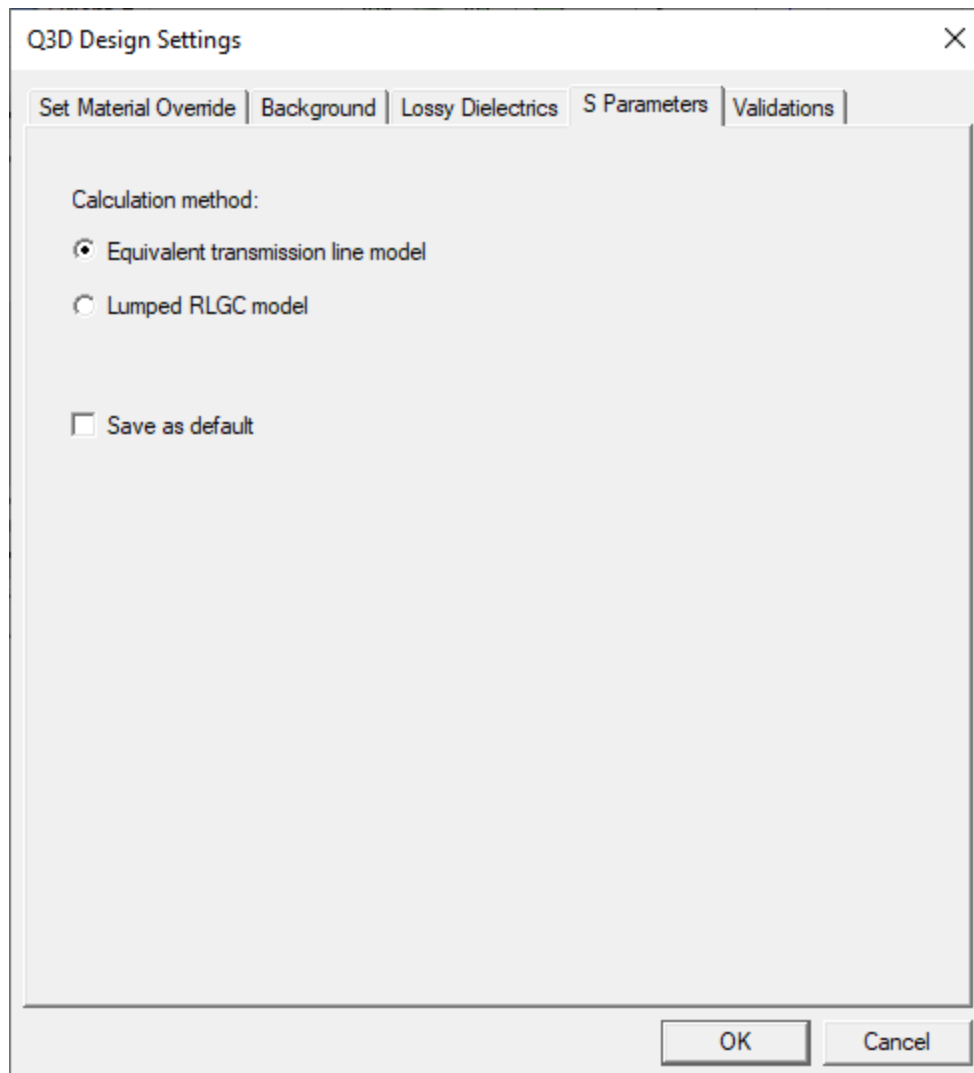 Q3D Design Settings
Set Material Override Background Lossy Dielectrics S Parameters Validations
Calculation method:
Equivalent transmission line model
Lumped RLGC model
Save as default
OK Cancel